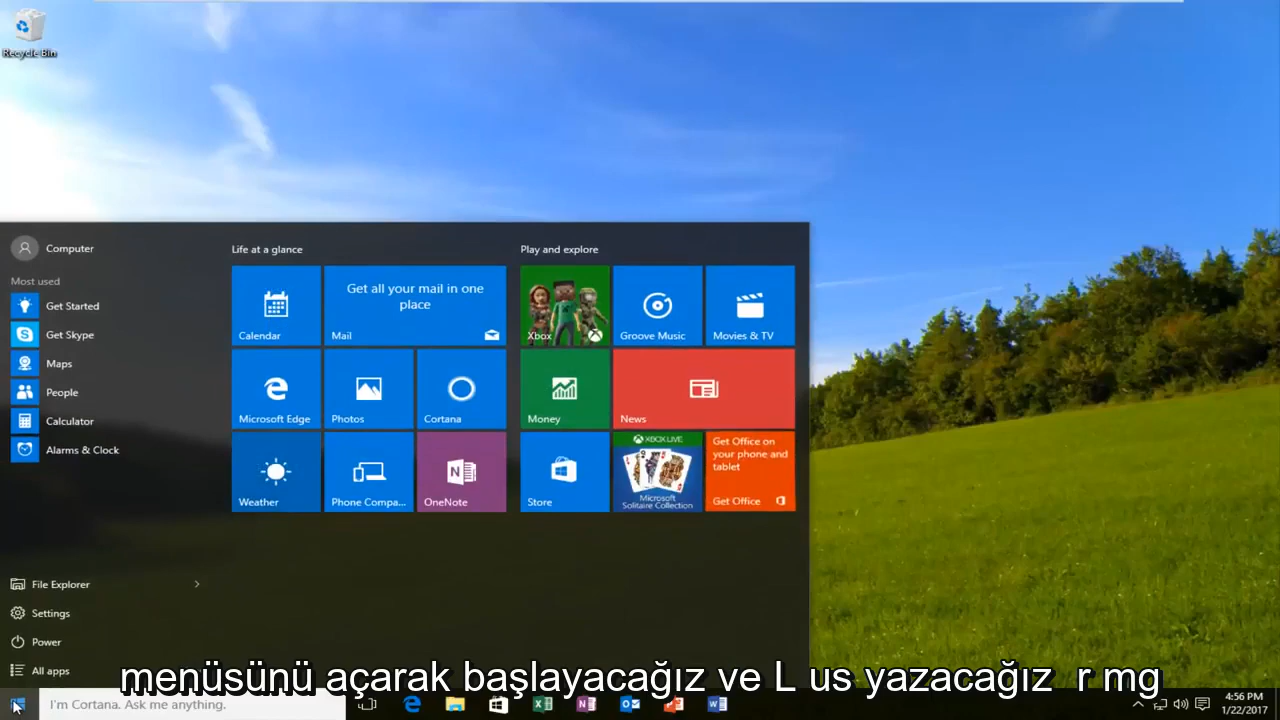 Recycle Bin
Computer
Most used
Get Started
Get Skype
Maps
People
Calculator
Alarms & Clock
File Explorer
Settings
Power
All apps
Life at a glance
Calendar
Get all your mail in one
place
Mail
Microsoft Edge
Photos
Cortana
Weather
Phone Compa...
OneNote
Play and explore
Xbox
Groove Music
Movies & TV
Money
News
Store
XBOX LIVE
Microsoft
Solitaire Collection
Get Office on
your phone and
tablet
Get Office
menüsünü açarak başlayacağız ve L us yazacağız r mg
I'm Cortana. Ask me anything.
4:56 PM
1/22/2017